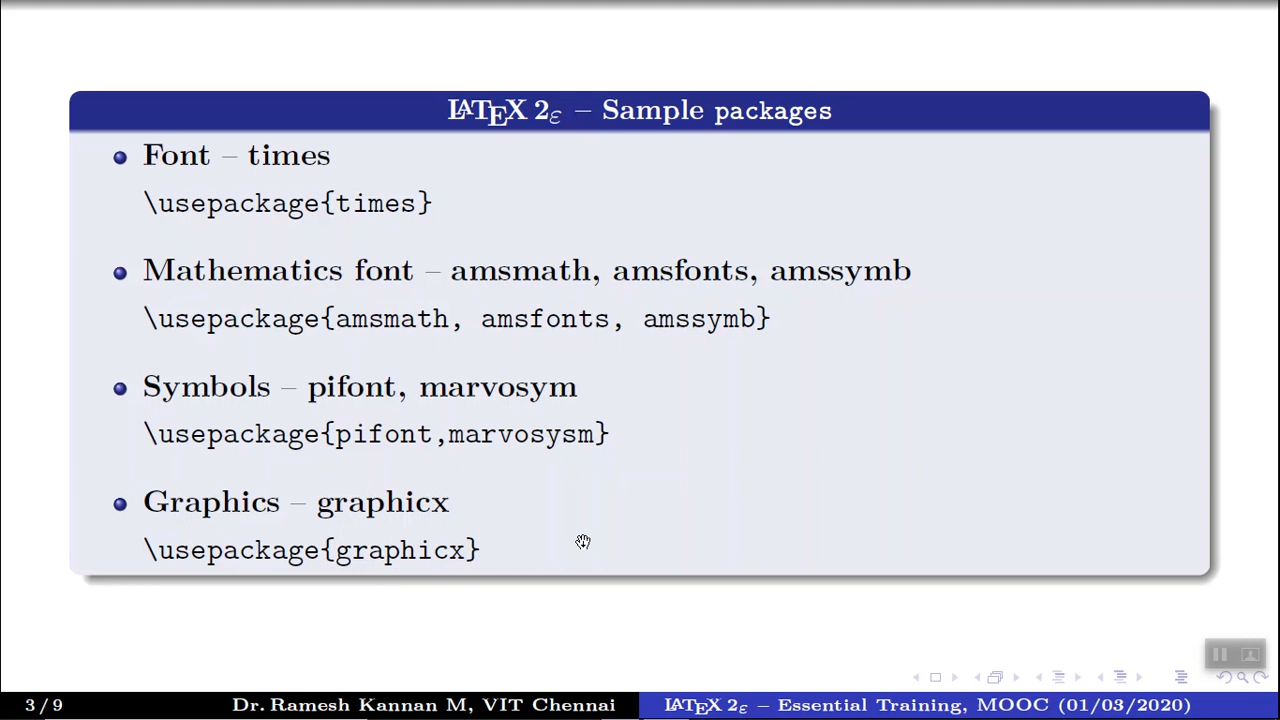 LATEX 2ε – Sample packages
Font – times
\usepackage{times}
Mathematics font – amsmath, amsfonts, amssymb
\usepackage{amsmath, amsfonts, amssymb}
Symbols – pifont, marvosym
\usepackage{pifont,marvosysm}
Graphics – graphicx
\usepackage{graphicx}
3 / 9 Dr. Ramesh Kannan M, VIT Chennai LATEX 2ε – Essential Training, MOOC (01/03/2020)